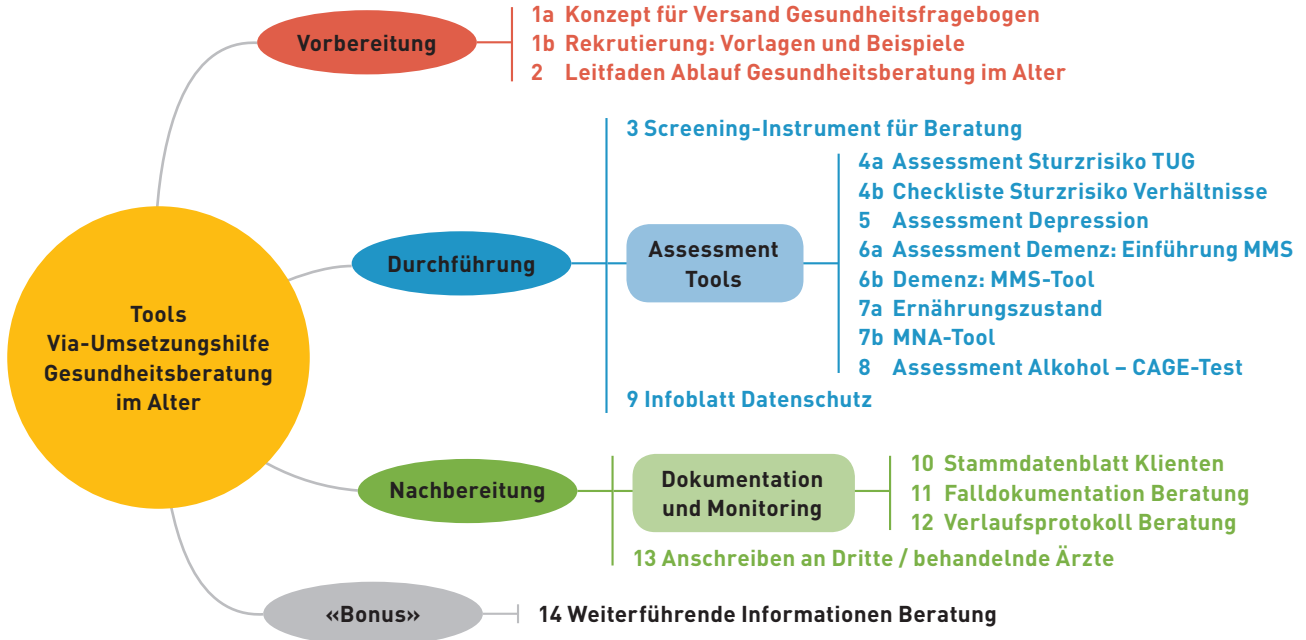 Tools
Via-Umsetzungshilfe
Gesundheitsberatung
im Alter
Vorbereitung
1a Konzept für Versand Gesundheitsfragebogen
1b Rekrutierung: Vorlagen und Beispiele
2 Leitfaden Ablauf Gesundheitsberatung im Alter
Durchführung
3 Screening-Instrument für Beratung
Assessment
Tools
4a Assessment Sturzrisiko TUG
4b Checkliste Sturzrisiko Verhältnisse
5 Assessment Depression
6a Assessment Demenz: Einführung MMS
6b Demenz: MMS-Tool
7a Ernährungszustand
7b MNA-Tool
8 Assessment Alkohol – CAGE-Test
9 Infoblatt Datenschutz
Nachbereitung
Dokumentation
und Monitoring
10 Stammdatenblatt Klienten
11 Falldokumentation Beratung
12 Verlaufsprotokoll Beratung
13 Anschreiben an Dritte / behandelnde Ärzte
«Bonus»
14 Weiterführende Informationen Beratung